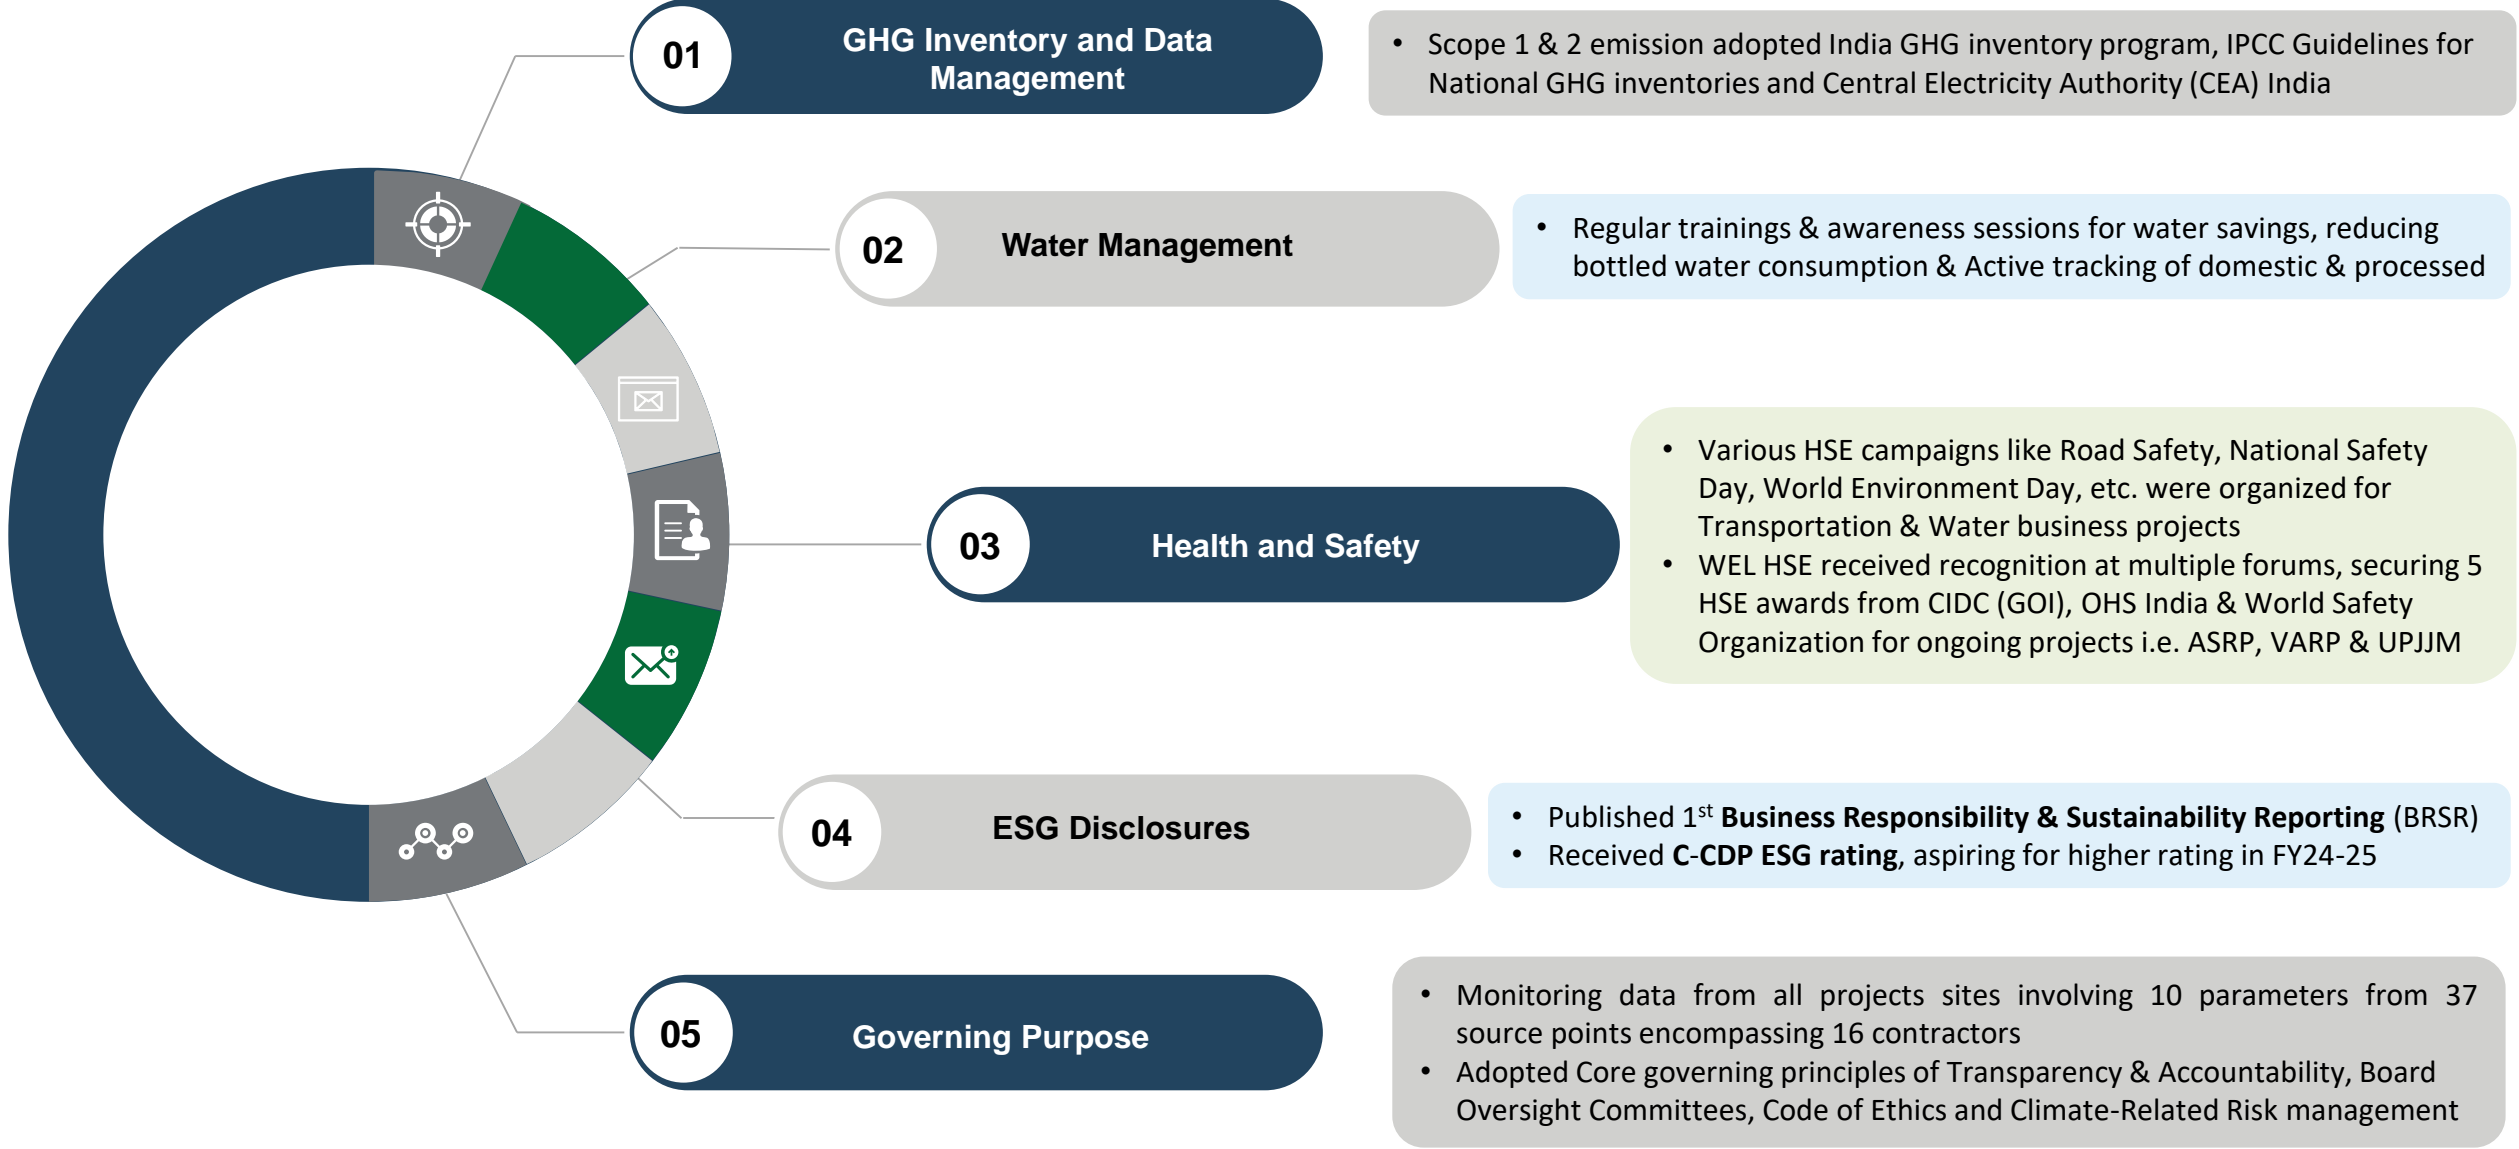 01
GHG Inventory and Data
Management
• Scope 1 & 2 emission adopted India GHG inventory program, IPCC Guidelines for
National GHG inventories and Central Electricity Authority (CEA) India
02
Water Management
• Regular trainings & awareness sessions for water savings, reducing
bottled water consumption & Active tracking of domestic & processed
03
Health and Safety
• Various HSE campaigns like Road Safety, National Safety
Day, World Environment Day, etc. were organized for
Transportation & Water business projects
• WEL HSE received recognition at multiple forums, securing 5
HSE awards from CIDC (GOI), OHS India & World Safety
Organization for ongoing projects i.e. ASRP, VARP & UPJJM
04
ESG Disclosures
• Published 1st Business Responsibility & Sustainability Reporting (BRSR)
• Received C-CDP ESG rating, aspiring for higher rating in FY24-25
05
Governing Purpose
• Monitoring data from all projects sites involving 10 parameters from 37
source points encompassing 16 contractors
• Adopted Core governing principles of Transparency & Accountability, Board
Oversight Committees, Code of Ethics and Climate-Related Risk management